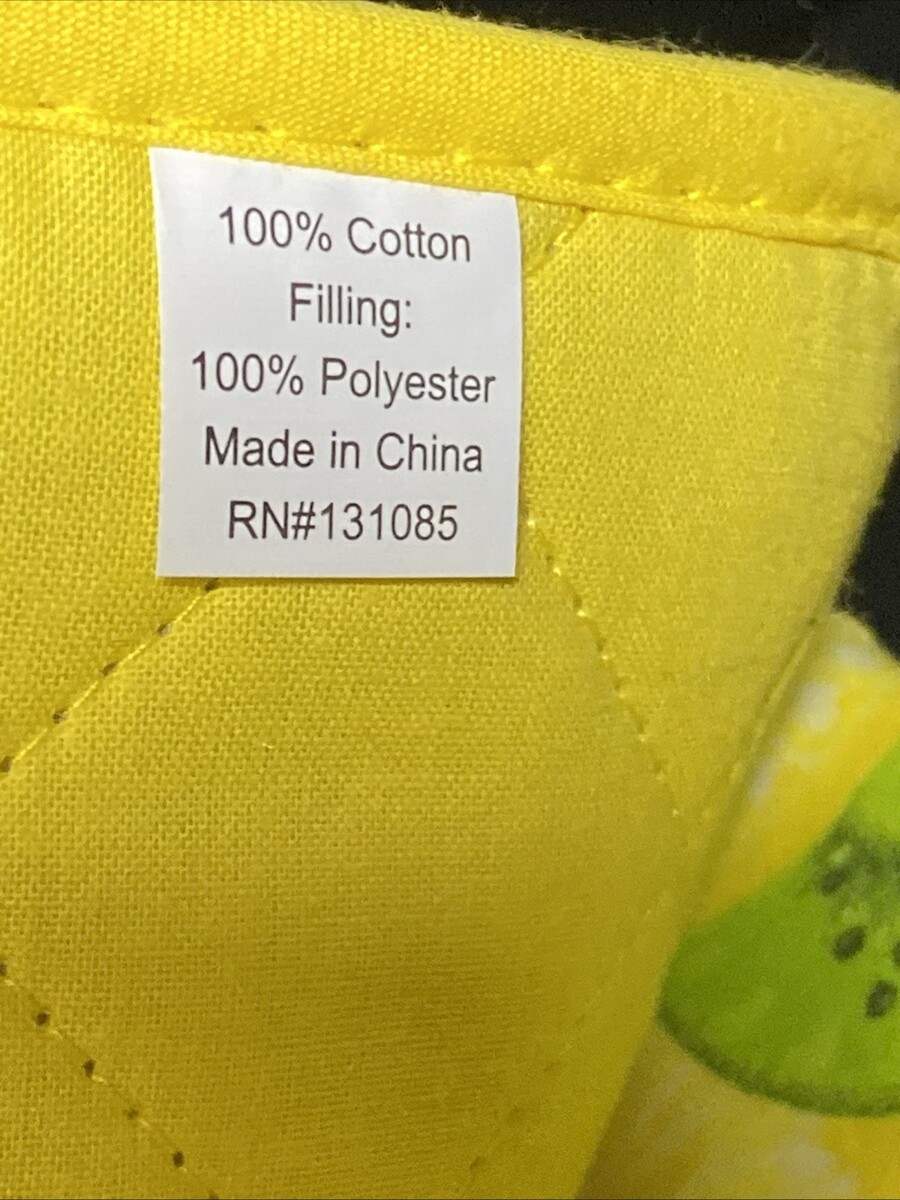 100% Cotton
Filling:
100% Polyester
Made in China
RN#131085